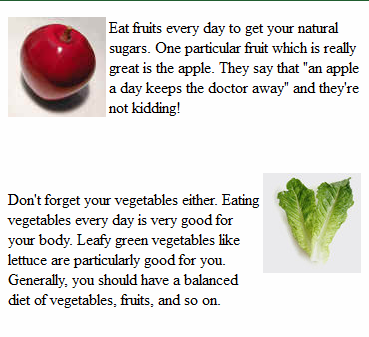 Eat fruits every day to get your natural
sugars. One particular fruit which is really
great is the apple. They say that "an apple
a day keeps the doctor away" and they're
not kidding!
Don't forget your vegetables either. Eating
vegetables every day is very good for
your body. Leafy green vegetables like
lettuce are particularly good for you.
Generally, you should have a balanced
diet of vegetables, fruits, and so on.